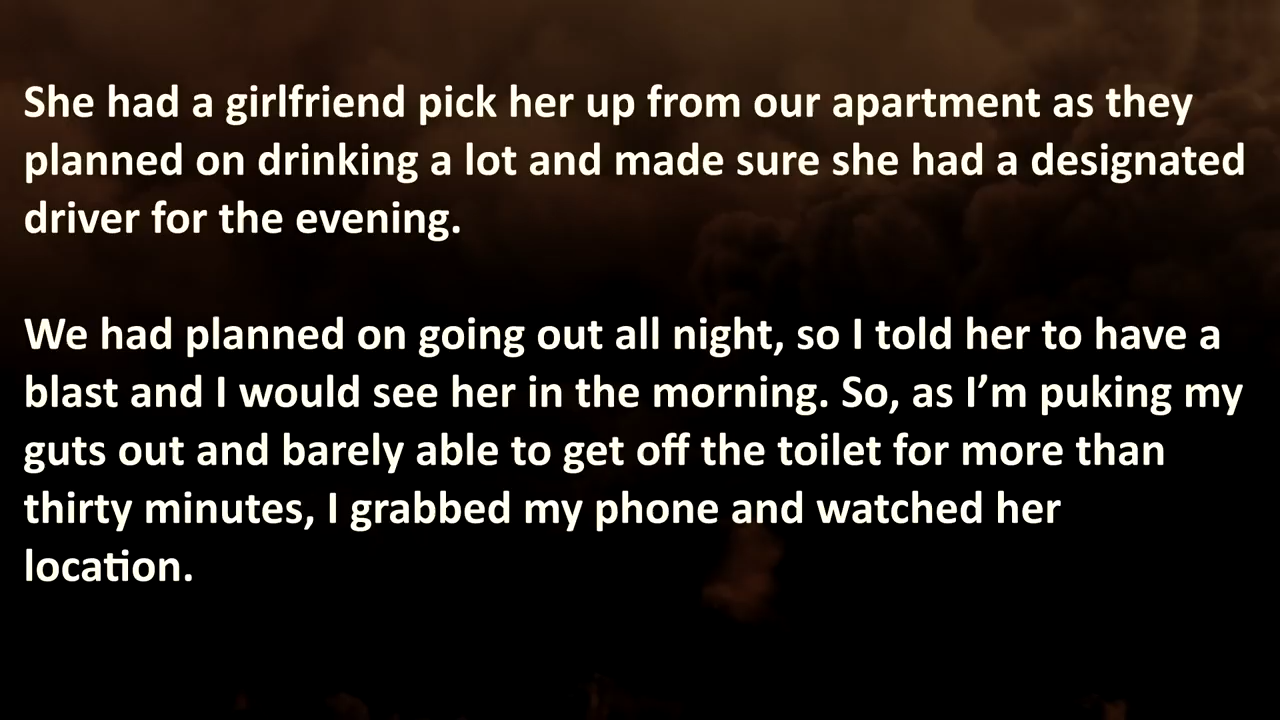 She had a girlfriend pick her up from our apartment as they
planned on drinking a lot and made sure she had a designated
driver for the evening.
We had planned on going out all night, so I told her to have a
blast and I would see her in the morning. So, as I’m puking my
guts out and barely able to get off the toilet for more than
thirty minutes, I grabbed my phone and watched her
location.